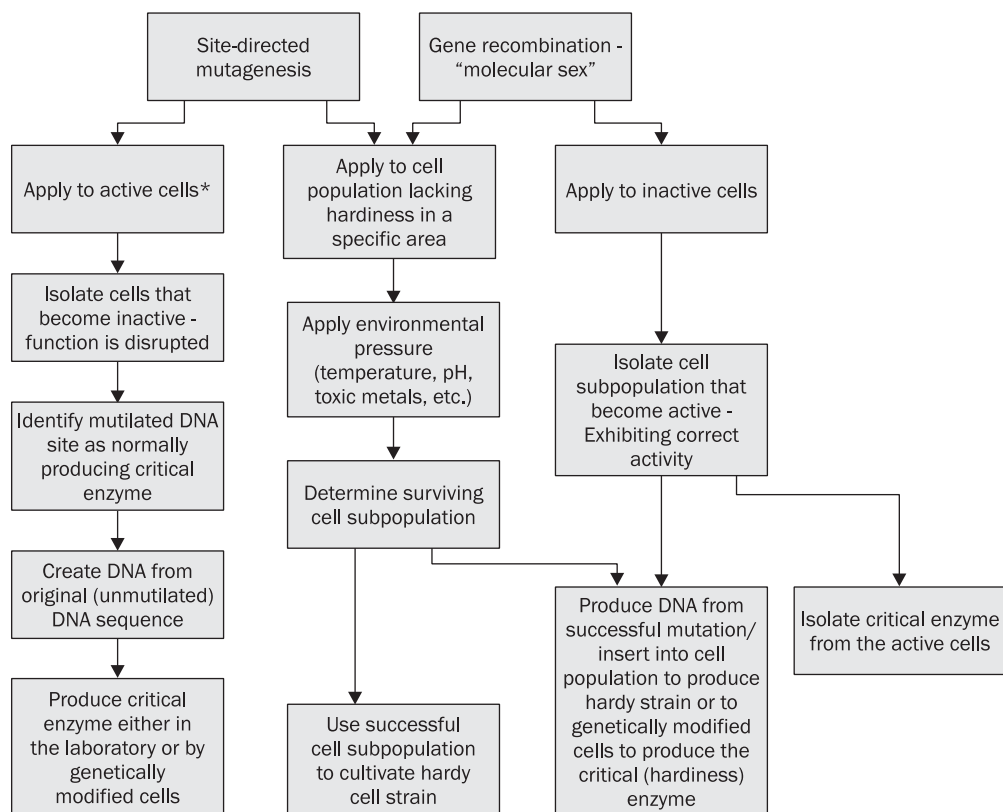 Site-directed
mutagenesis
Gene recombination -
“molecular sex”
Apply to active cells*
Apply to cell
population lacking
hardiness in a
specific area
Apply to inactive cells
Isolate cells that
become inactive -
function is disrupted
Apply environmental
pressure
(temperature, pH,
toxic metals, etc.)
Isolate cell
subpopulation that
become active -
Exhibiting correct
activity
Identify mutilated DNA
site as normally
producing critical
enzyme
Determine surviving
cell subpopulation
Create DNA from
original (unmutilated)
DNA sequence
Produce DNA from
successful mutation/
insert into cell
population to produce
hardy strain or to
genetically modified
cells to produce the
critical (hardiness)
enzyme
Isolate critical enzyme
from the active cells
Produce critical
enzyme either in
the laboratory or by
genetically
modified cells
Use successful
cell subpopulation
to cultivate hardy
cell strain